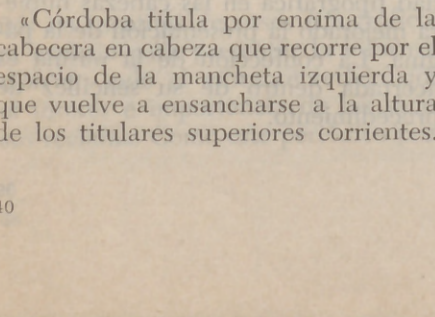 «Córdoba titula por encima de la
cabecera en cabeza que recorre por el
espacio de la mancheta izquierda y
que vuelve a ensancharse a la altura
de los titulares superiores corrientes.
40